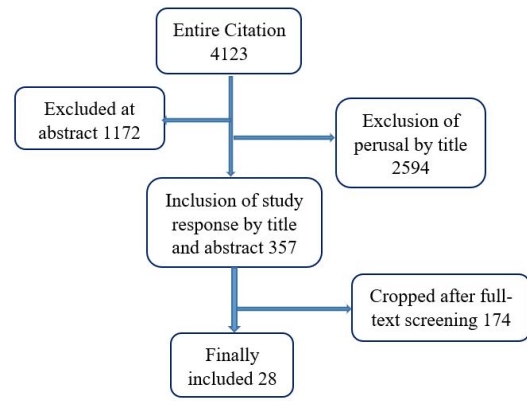 Entire Citation
4123
Excluded at
abstract 1172
Exclusion of
perusal by title
2594
Inclusion of study
response by title
and abstract 357
Cropped after full-
text screening 174
Finally
included 28